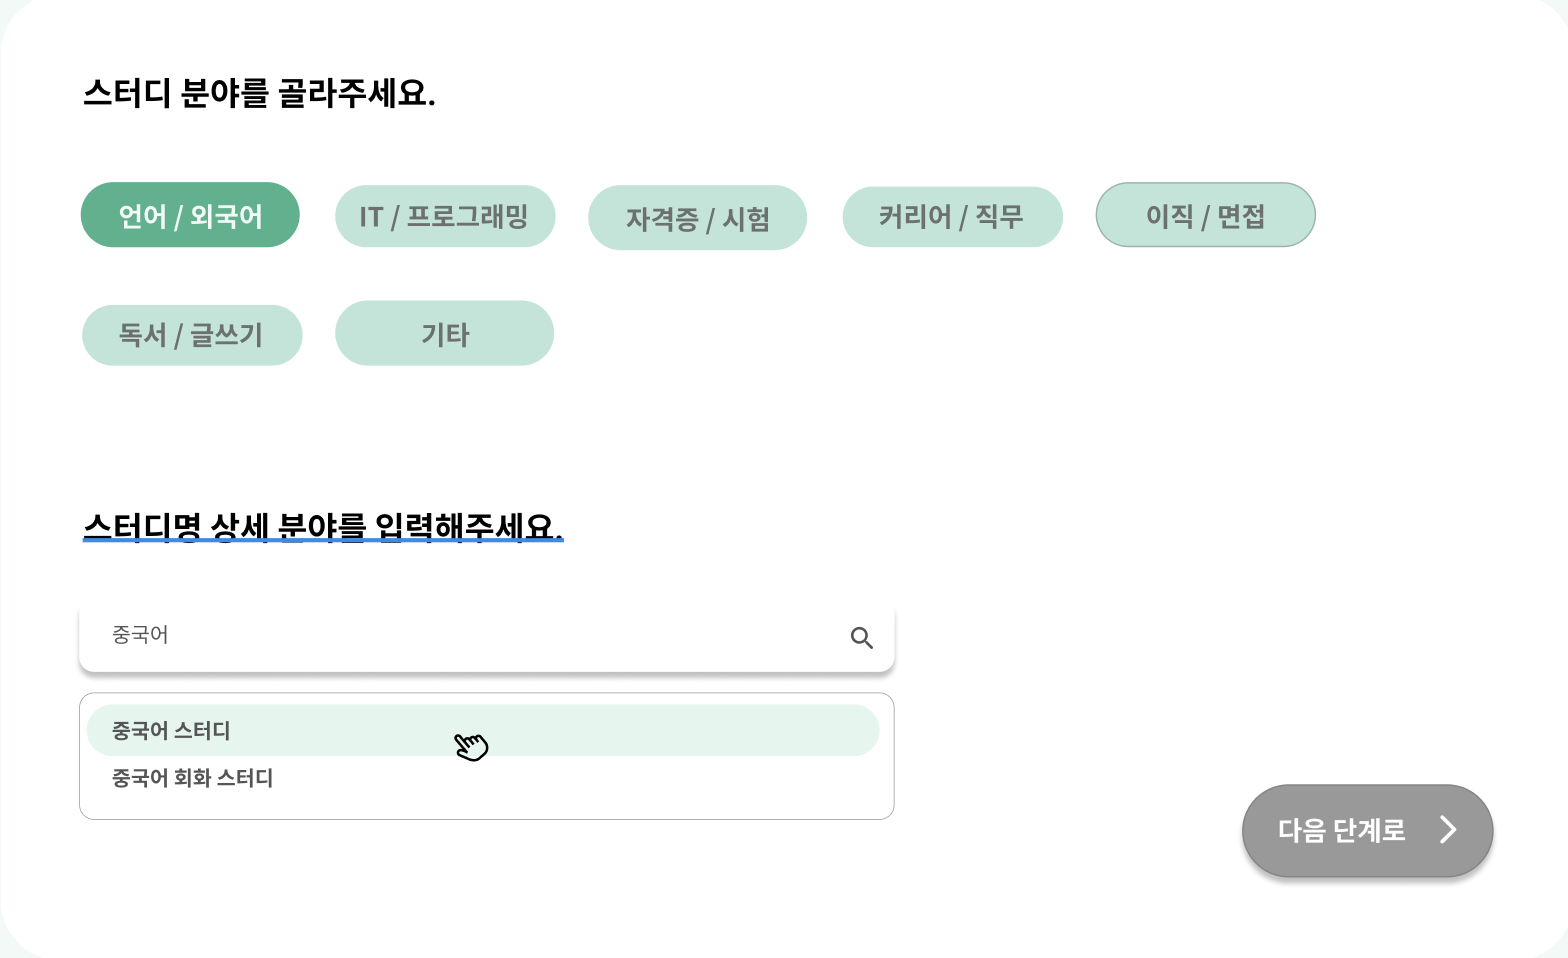 스터디 분야를 골라주세요.
언어 / 외국어
IT / 프로그래밍
자격증 / 시험
커리어 / 직무
이직 / 면접
독서 / 글쓰기
기타
스터디명 상세 분야를 입력해주세요.
중국어
중국어 스터디
중국어 회화 스터디
다음 단계로